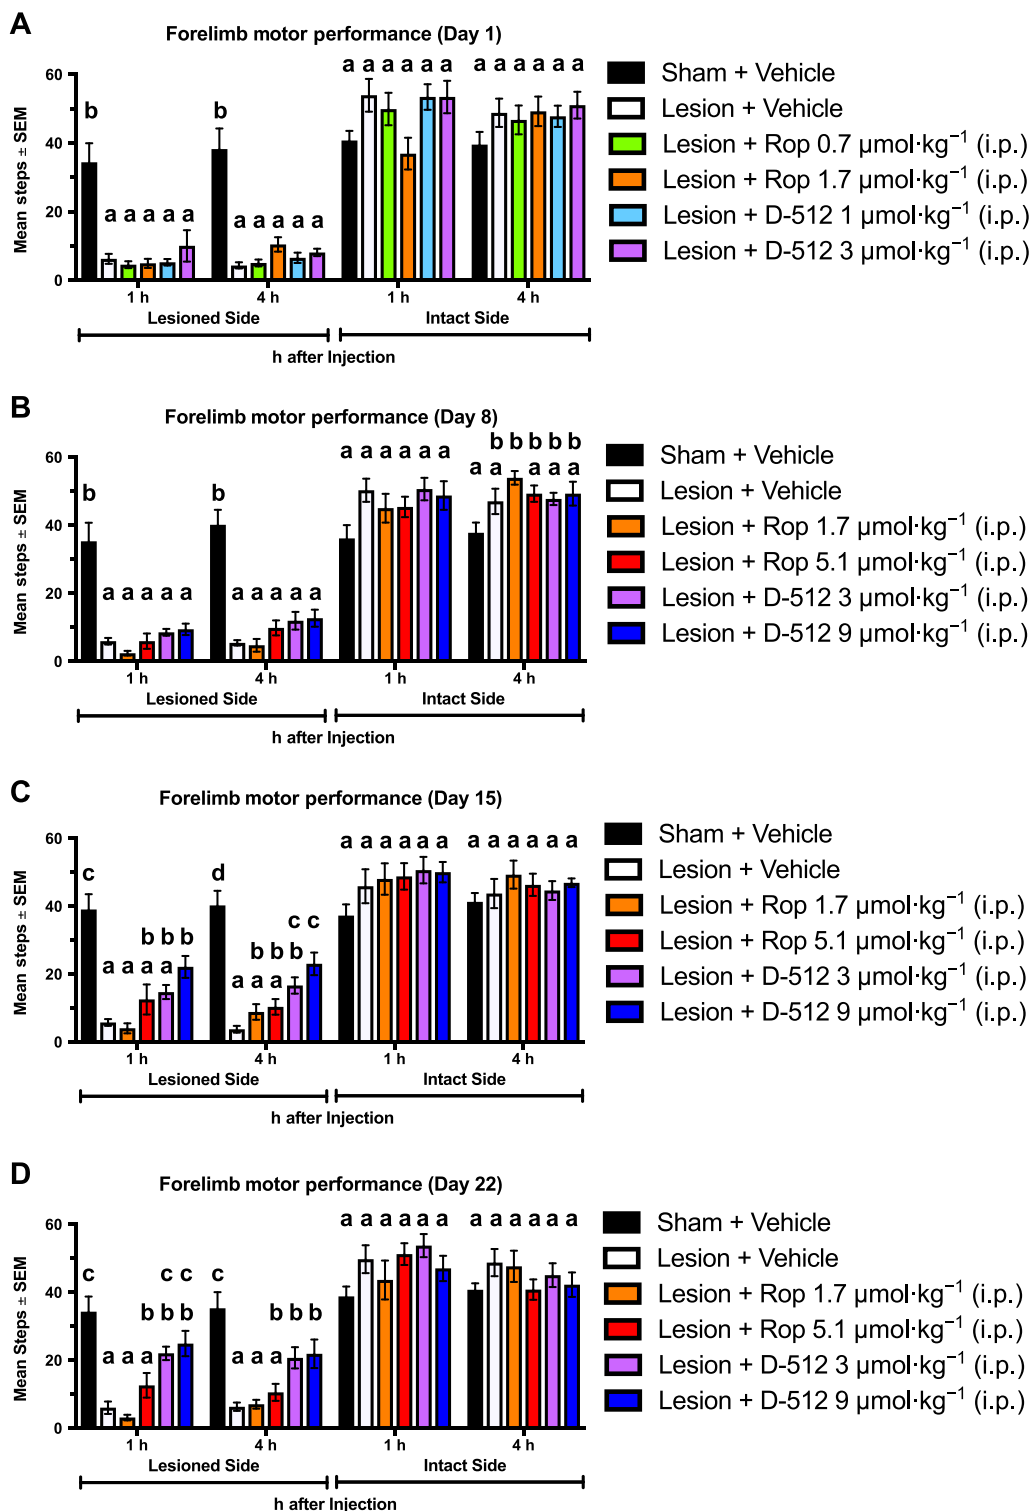 A
Forelimb motor performance (Day 1)
Mean steps ± SEM
60
40
20
0
b
a a a a a
b
a a a a a
a a a a a a
a a a a a a
1 h
4 h
1 h
4 h
Lesioned Side
Intact Side
h after Injection
Sham + Vehicle
Lesion + Vehicle
Lesion + Rop 0.7 µmol·kg⁻¹ (i.p.)
Lesion + Rop 1.7 µmol·kg⁻¹ (i.p.)
Lesion + D-512 1 µmol·kg⁻¹ (i.p.)
Lesion + D-512 3 µmol·kg⁻¹ (i.p.)
B
Forelimb motor performance (Day 8)
Mean steps ± SEM
60
40
20
0
b
a a a a a
b
a a a a a
a a a a a a
b b b b b
a a a a a
1 h
4 h
1 h
4 h
Lesioned Side
Intact Side
h after Injection
Sham + Vehicle
Lesion + Vehicle
Lesion + Rop 1.7 µmol·kg⁻¹ (i.p.)
Lesion + Rop 5.1 µmol·kg⁻¹ (i.p.)
Lesion + D-512 3 µmol·kg⁻¹ (i.p.)
Lesion + D-512 9 µmol·kg⁻¹ (i.p.)
C
Forelimb motor performance (Day 15)
Mean steps ± SEM
60
40
20
0
c
b b b
a a a a
d
c c
b b b b
a a a
a a a a a a
a a a a a a
1 h
4 h
1 h
4 h
Lesioned Side
Intact Side
h after Injection
Sham + Vehicle
Lesion + Vehicle
Lesion + Rop 1.7 µmol·kg⁻¹ (i.p.)
Lesion + Rop 5.1 µmol·kg⁻¹ (i.p.)
Lesion + D-512 3 µmol·kg⁻¹ (i.p.)
Lesion + D-512 9 µmol·kg⁻¹ (i.p.)
D
Forelimb motor performance (Day 22)
Mean Steps ± SEM
60
40
20
0
c
c c
b b b
a a a
c
b b b
a a a
a a a a a a
a a a a a a
1 h
4 h
1 h
4 h
Lesioned Side
Intact Side
h after Injection
Sham + Vehicle
Lesion + Vehicle
Lesion + Rop 1.7 µmol·kg⁻¹ (i.p.)
Lesion + Rop 5.1 µmol·kg⁻¹ (i.p.)
Lesion + D-512 3 µmol·kg⁻¹ (i.p.)
Lesion + D-512 9 µmol·kg⁻¹ (i.p.)